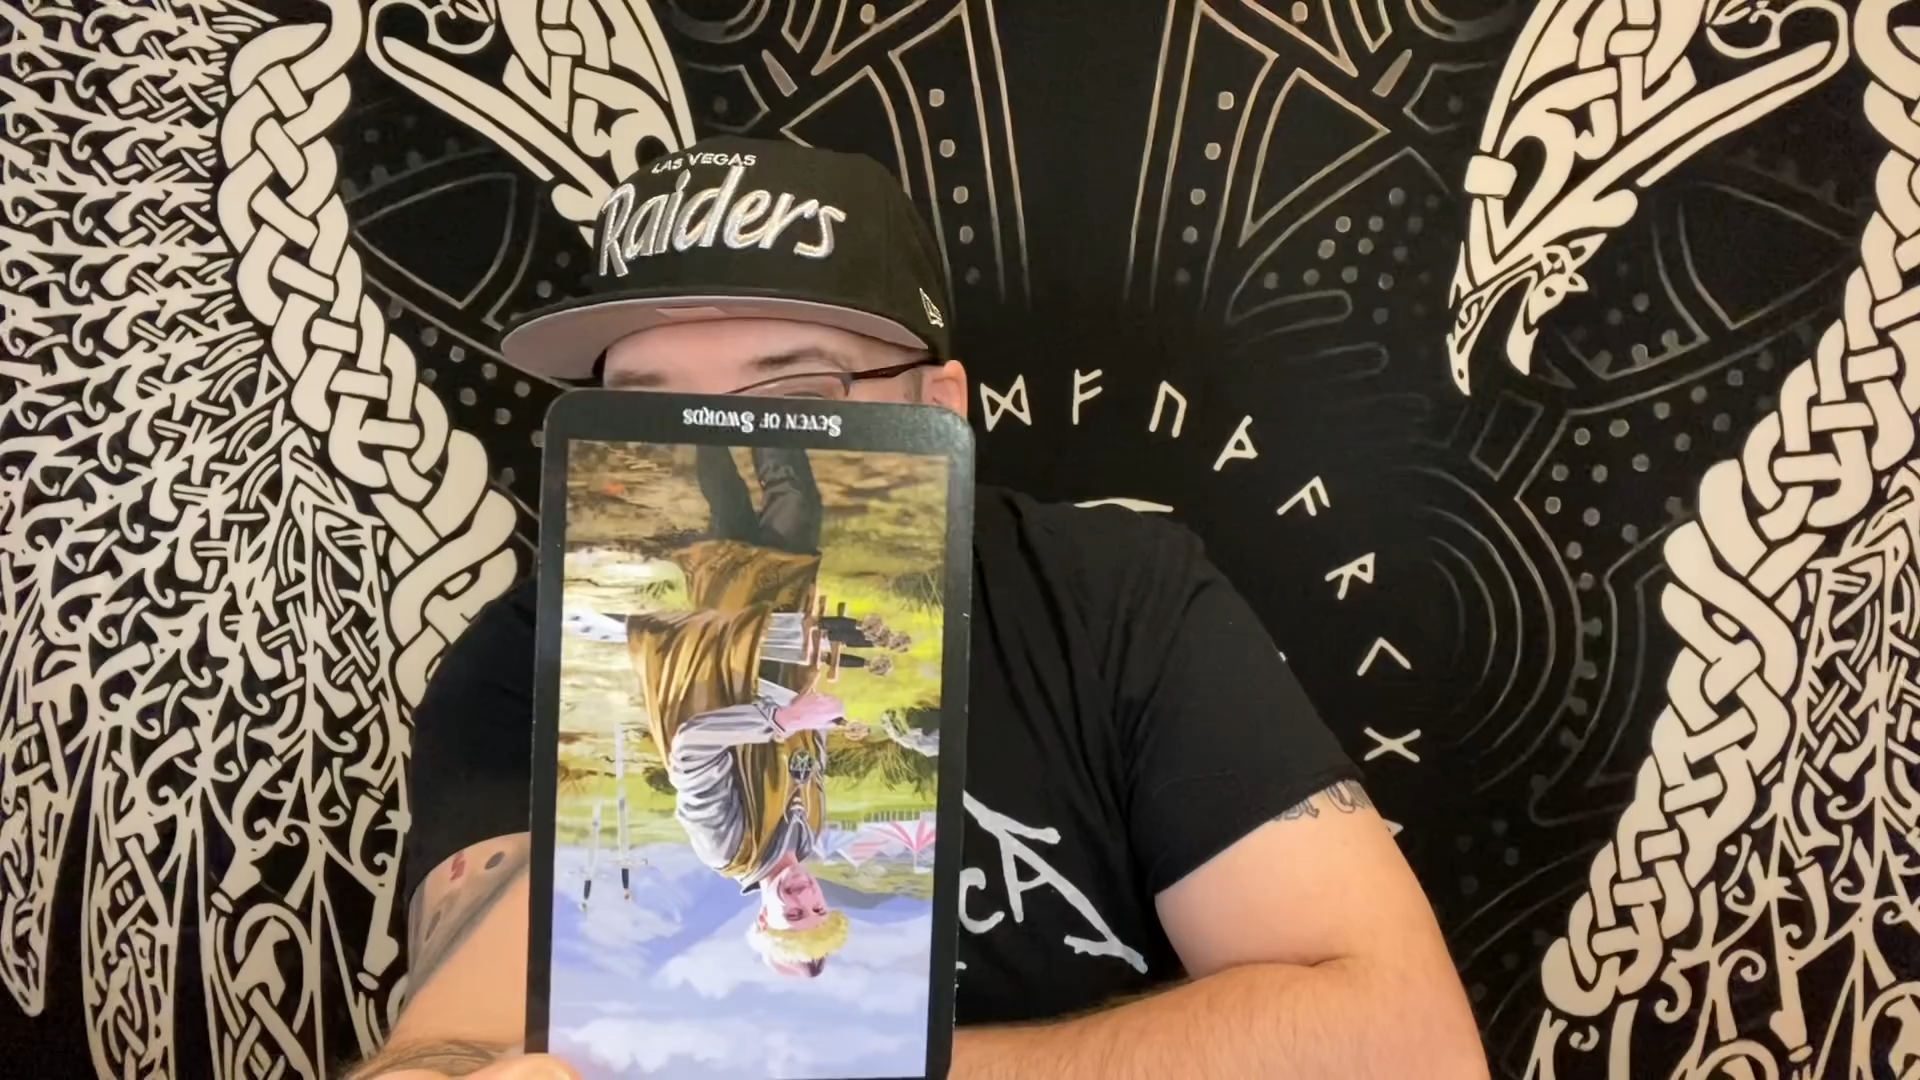 LAS VEGAS
Raiders
SEVEN OF SWORDS
ᛞ ᚨ ᚢ ᚦ ᚨ ᚱ ᚲ ᚷ